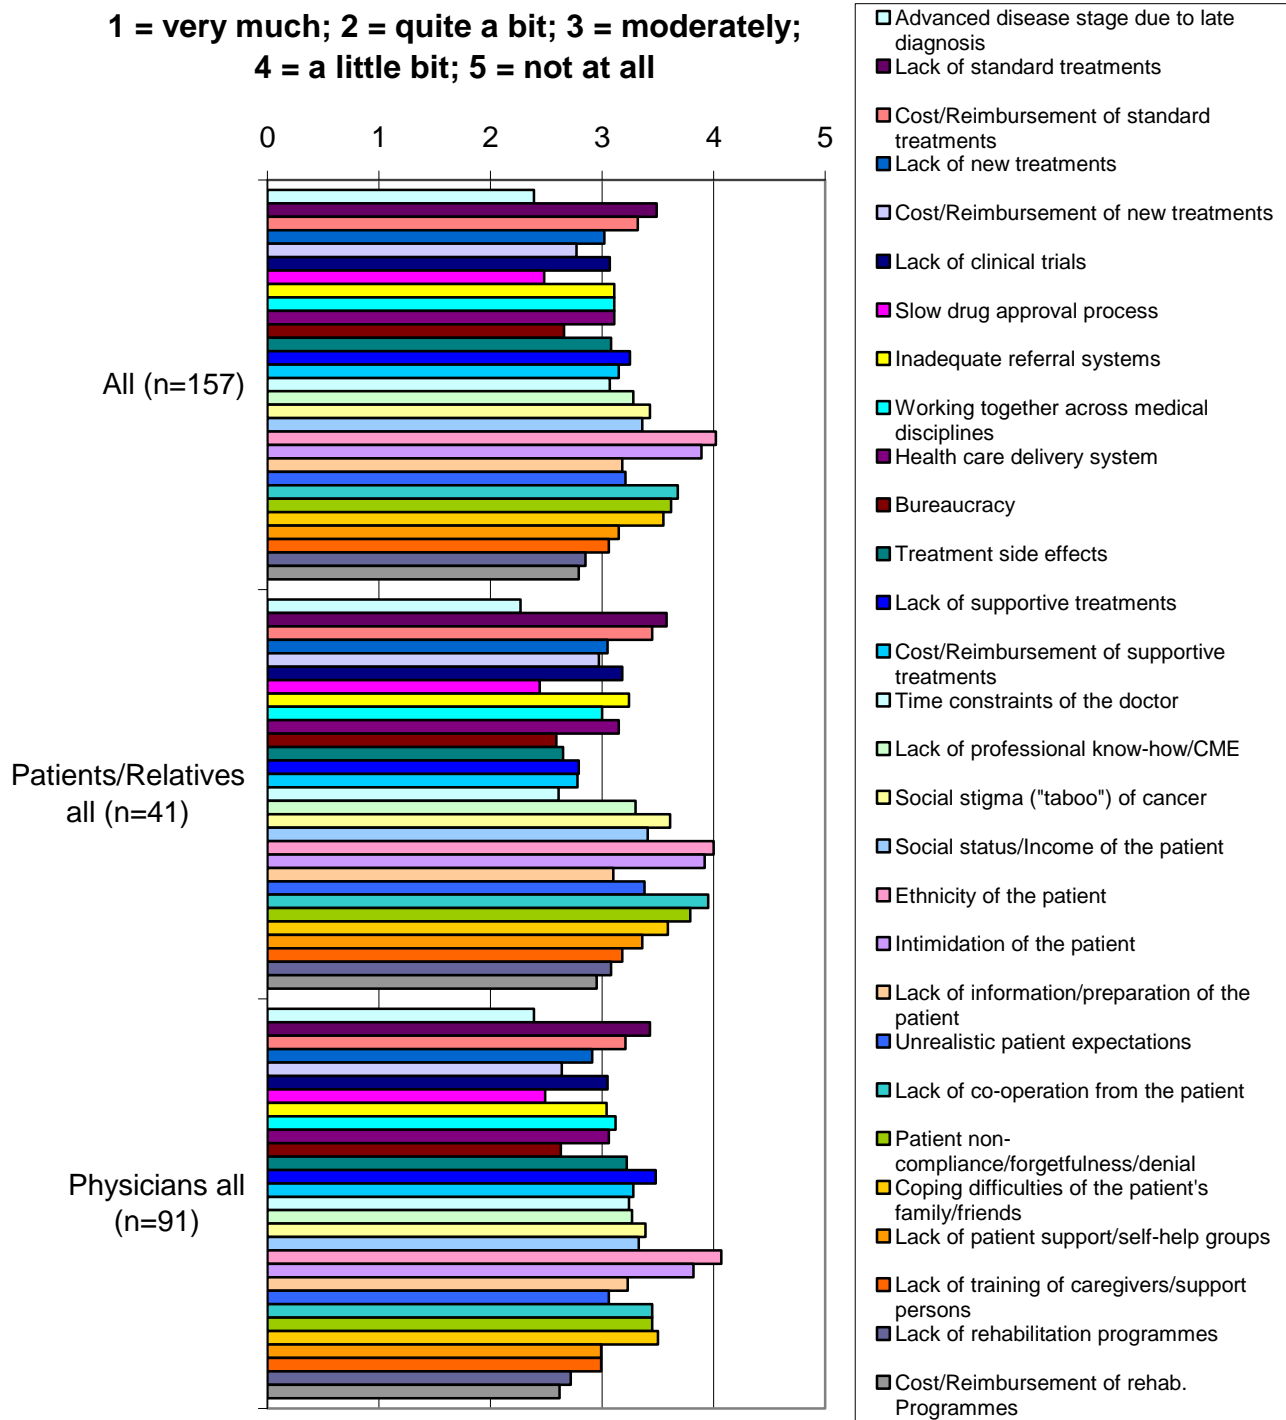 1 = very much; 2 = quite a bit; 3 = moderately;
4 = a little bit; 5 = not at all
0 1 2 3 4 5
All (n=157)
Patients/Relatives
all (n=41)
Physicians all
(n=91)
Advanced disease stage due to late
diagnosis
Lack of standard treatments
Cost/Reimbursement of standard
treatments
Lack of new treatments
Cost/Reimbursement of new treatments
Lack of clinical trials
Slow drug approval process
Inadequate referral systems
Working together across medical
disciplines
Health care delivery system
Bureaucracy
Treatment side effects
Lack of supportive treatments
Cost/Reimbursement of supportive
treatments
Time constraints of the doctor
Lack of professional know-how/CME
Social stigma ("taboo") of cancer
Social status/Income of the patient
Ethnicity of the patient
Intimidation of the patient
Lack of information/preparation of the
patient
Unrealistic patient expectations
Lack of co-operation from the patient
Patient non-
compliance/forgetfulness/denial
Coping difficulties of the patient's
family/friends
Lack of patient support/self-help groups
Lack of training of caregivers/support
persons
Lack of rehabilitation programmes
Cost/Reimbursement of rehab.
Programmes